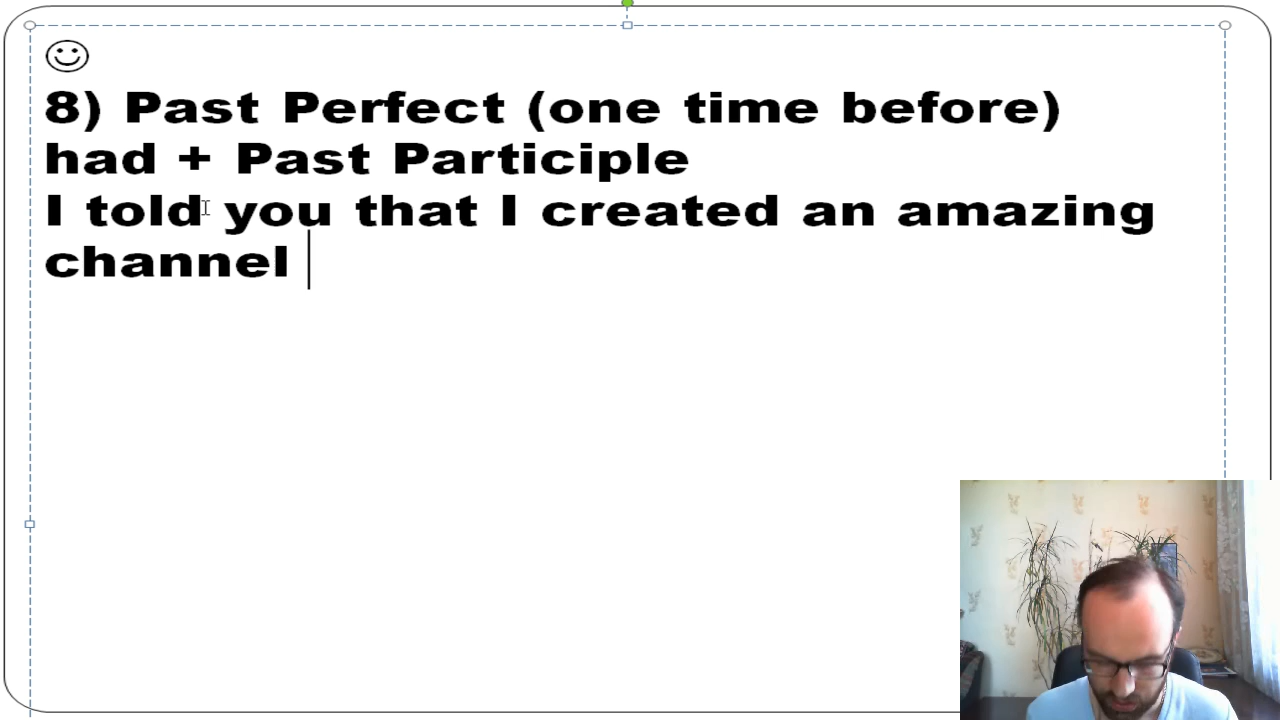 8) Past Perfect (one time before)
had + Past Participle
I told you that I created an amazing
channel